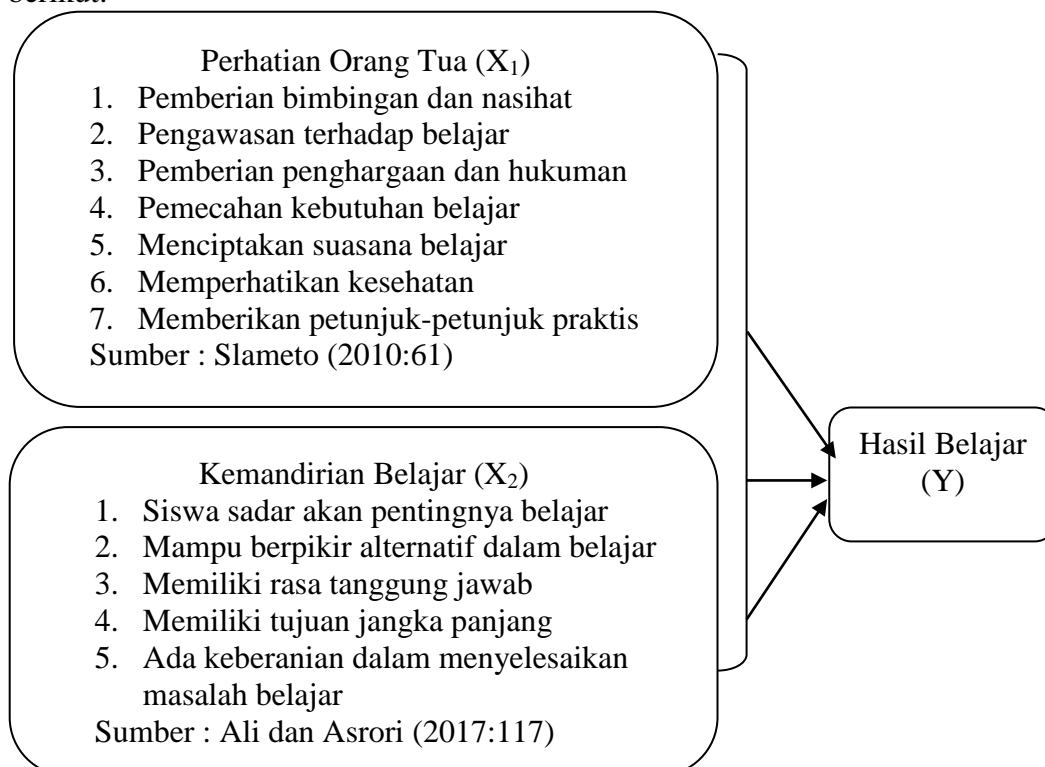 berikut:
Perhatian Orang Tua (X₁)
1. Pemberian bimbingan dan nasihat
2. Pengawasan terhadap belajar
3. Pemberian penghargaan dan hukuman
4. Pemecahan kebutuhan belajar
5. Menciptakan suasana belajar
6. Memperhatikan kesehatan
7. Memberikan petunjuk-petunjuk praktis
Sumber : Slameto (2010:61)
Kemandirian Belajar (X₂)
1. Siswa sadar akan pentingnya belajar
2. Mampu berpikir alternatif dalam belajar
3. Memiliki rasa tanggung jawab
4. Memiliki tujuan jangka panjang
5. Ada keberanian dalam menyelesaikan
masalah belajar
Sumber : Ali dan Asrori (2017:117)
Hasil Belajar
(Y)